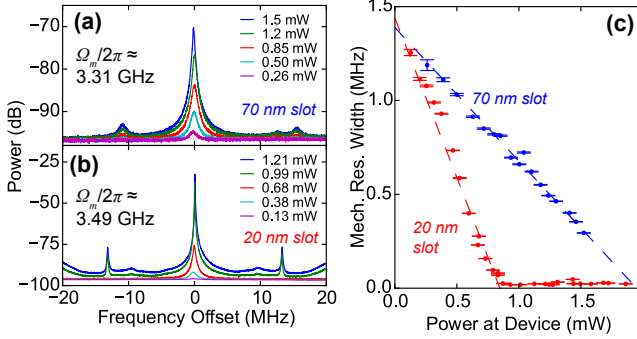 (a)
Ω_m/2π ≈
3.31 GHz
1.5 mW
1.2 mW
0.85 mW
0.50 mW
0.26 mW
70 nm slot
-70
-80
-90
Power (dB)
(b)
Ω_m/2π ≈
3.49 GHz
1.21 mW
0.99 mW
0.68 mW
0.38 mW
0.13 mW
20 nm slot
-25
-50
-75
-100
-20
-10
0
10
20
Frequency Offset (MHz)
(c)
70 nm slot
20 nm
slot
1.5
1.0
0.5
0.0
Mech. Res. Width (MHz)
0.0
0.5
1.0
1.5
Power at Device (mW)